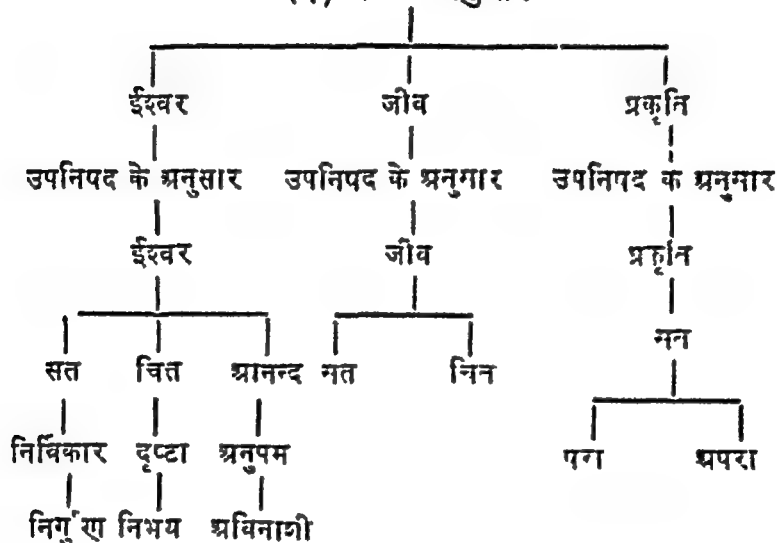 ईश्वर जीव प्रकृति
उपनिषद के अनुसार उपनिषद के अनुसार उपनिषद क अनुसार
ईश्वर जीव प्रकृति
सत
सत चित आनन्द सत चित
निर्विकार दृष्टा अनुपम परा अपरा
निर्गुण निभय अविनाशी